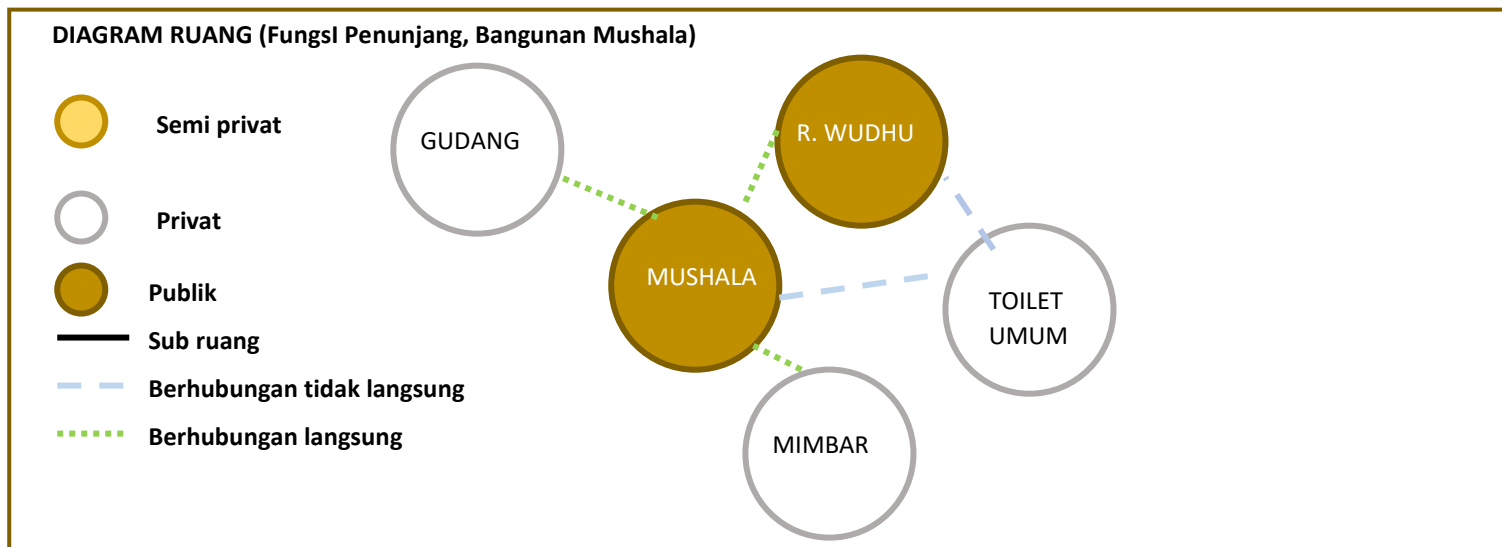 DIAGRAM RUANG (FungsI Penunjang, Bangunan Mushala)
Semi privat
Privat
Publik
Sub ruang
Berhubungan tidak langsung
Berhubungan langsung
GUDANG
R. WUDHU
MUSHALA
TOILET
UMUM
MIMBAR